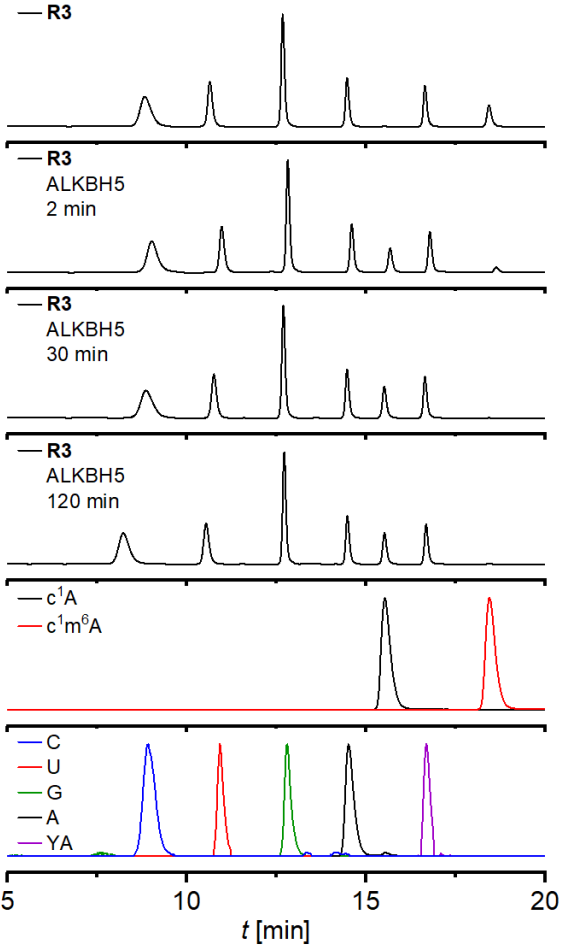 R3
R3
ALKBH5
2 min
R3
ALKBH5
30 min
R3
ALKBH5
120 min
c¹A
c¹m⁶A
C
U
G
A
YA
5 10 15 20
t [min]